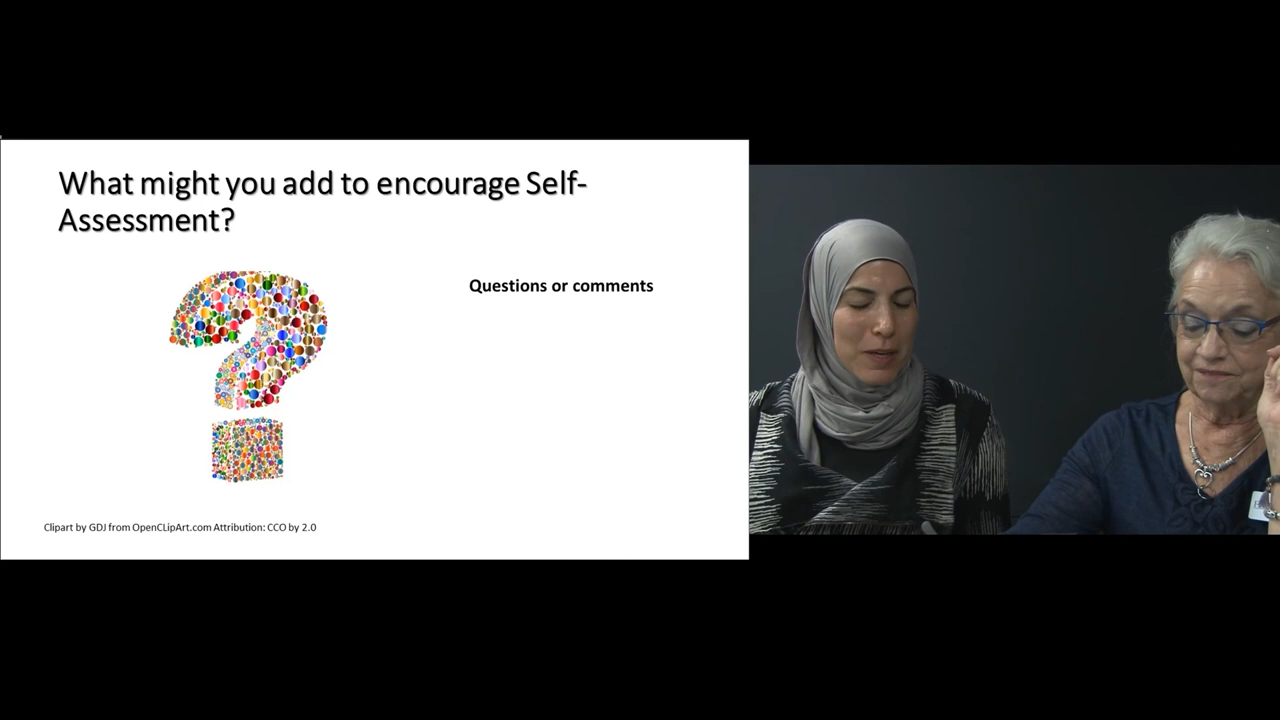 What might you add to encourage Self-
Assessment?
Questions or comments
Clipart by GDJ from OpenCLipArt.com Attribution: CCO by 2.0